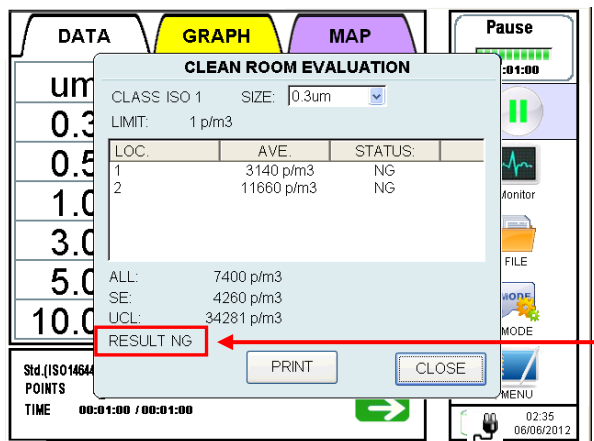 DATA GRAPH MAP Pause
:01:00
um
0.3
0.5
1.0
3.0
5.0
10.0
CLEAN ROOM EVALUATION
CLASS ISO 1 SIZE: 0.3um
LIMIT: 1 p/m3
LOC. AVE. STATUS:
1 3140 p/m3 NG
2 11660 p/m3 NG
ALL: 7400 p/m3
SE: 4260 p/m3
UCL: 34281 p/m3
RESULT NG
PRINT CLOSE
Monitor
FILE
MODE
MODE
MENU
Std.(ISO14644
POINTS
TIME 00:01:00 / 00:01:00
02:35
06/06/2012